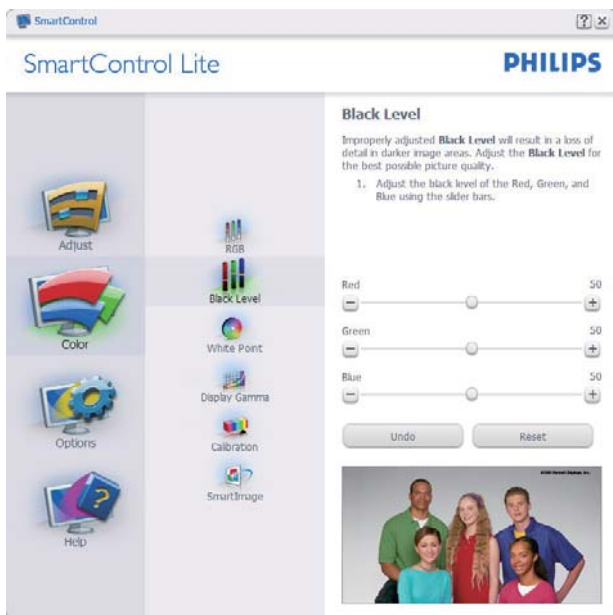 SmartControl
SmartControl Lite
PHILIPS
Adjust
Color
Options
Help
RGB
Black Level
White Point
Display Gamma
Calibration
SmartImage
Black Level
Improperly adjusted Black Level will result in a loss of
detail in darker image areas. Adjust the Black Level for
the best possible picture quality.
1. Adjust the black level of the Red, Green, and
Blue using the slider bars.
Red 50
Green 50
Blue 50
Undo Reset